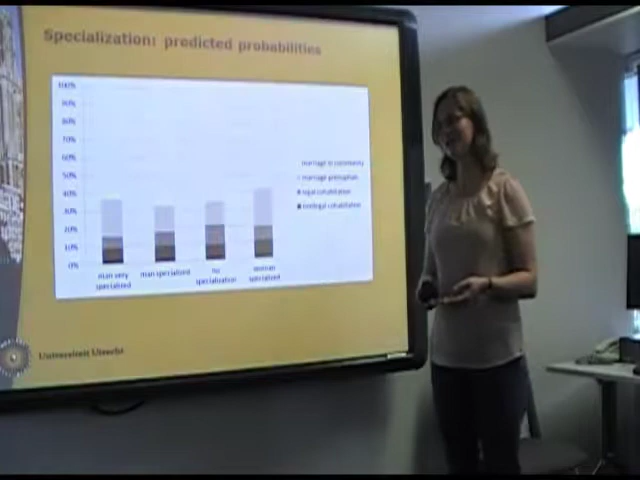 Specialization: predicted probabilities
100%
90%
80%
70%
60%
50%
40%
30%
20%
10%
0%
marriage in community
marriage prenuption
legal cohabitation
nonlegal cohabitation
man very
specialized
man specialized
no
specialization
woman
specialized
Universiteit Utrecht